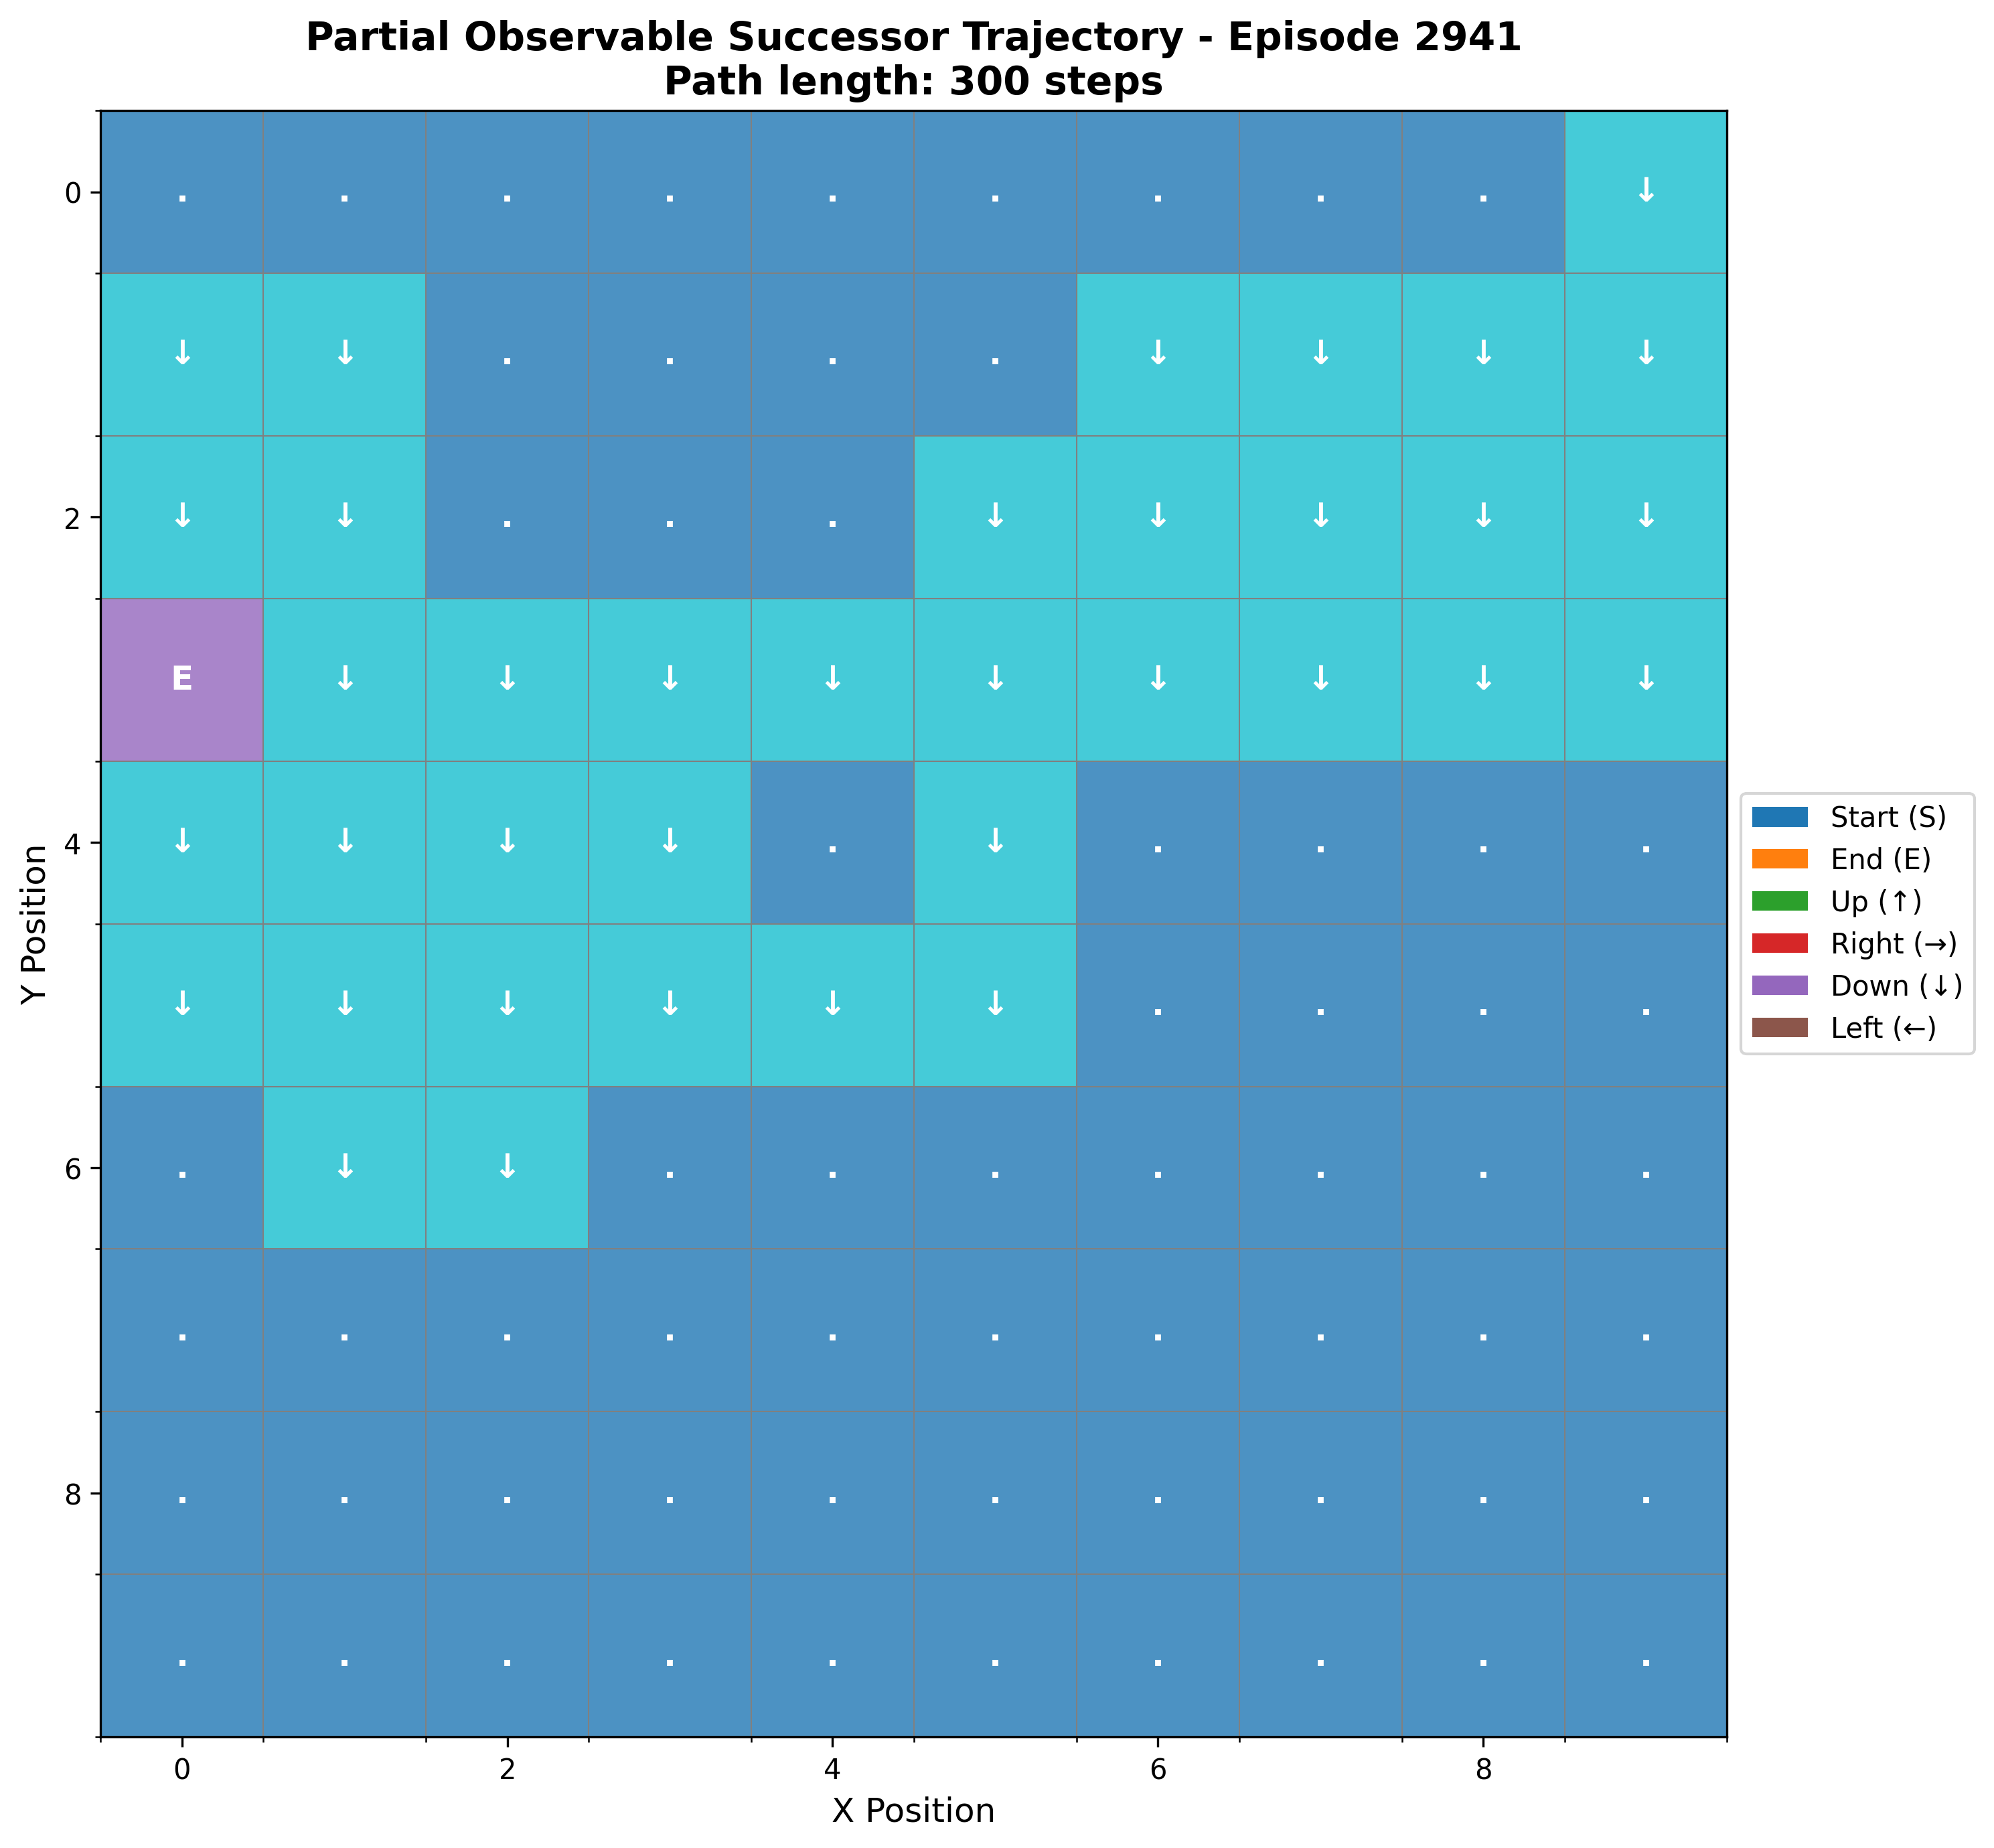 Partial Observable Successor Trajectory - Episode 2941
Path length: 300 steps
0 . . . . . . . . . ↓
↓ ↓ . . . . ↓ ↓ ↓ ↓
2 ↓ ↓ . . . ↓ ↓ ↓ ↓ ↓
E ↓ ↓ ↓ ↓ ↓ ↓ ↓ ↓ ↓
4 ↓ ↓ ↓ ↓ . ↓ . . . .
↓ ↓ ↓ ↓ ↓ ↓ . . . .
6 . ↓ ↓ . . . . . . .
. . . . . . . . . .
8 . . . . . . . . . .
. . . . . . . . . .
0 2 4 6 8
X Position
Y Position
Start (S)
End (E)
Up (↑)
Right (→)
Down (↓)
Left (←)